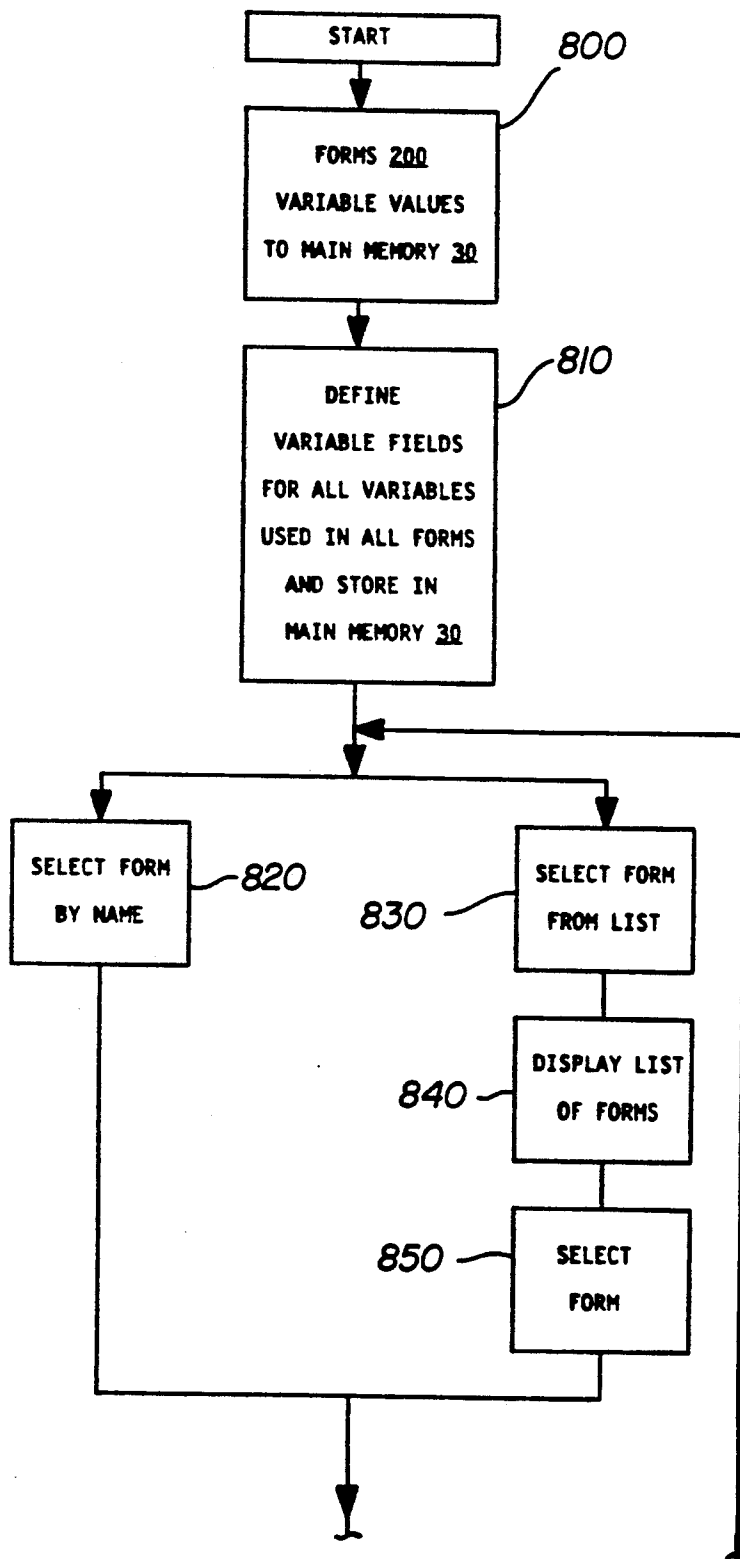 START
800
FORMS 200
VARIABLE VALUES
TO MAIN MEMORY 30
810
DEFINE
VARIABLE FIELDS
FOR ALL VARIABLES
USED IN ALL FORMS
AND STORE IN
MAIN MEMORY 30
SELECT FORM
BY NAME
820
830
SELECT FORM
FROM LIST
840
DISPLAY LIST
OF FORMS
850
SELECT
FORM